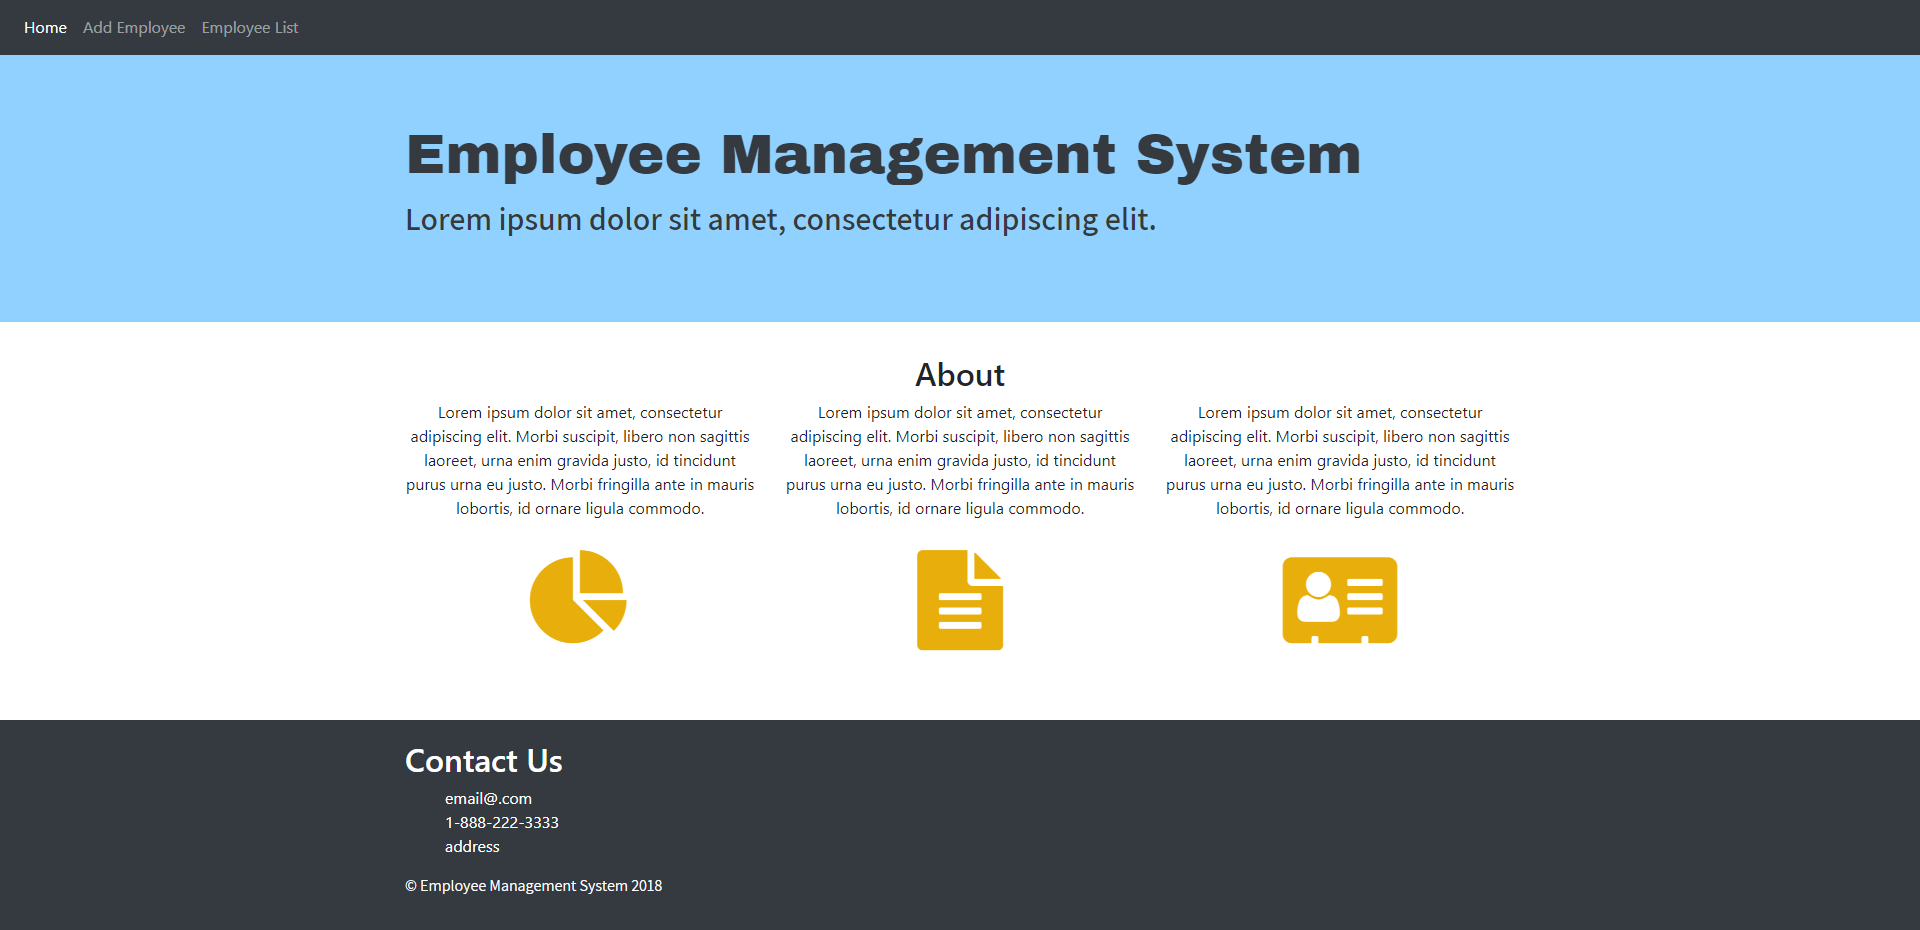 Home Add Employee Employee List
Employee Management System
Lorem ipsum dolor sit amet, consectetur adipiscing elit.
About
Lorem ipsum dolor sit amet, consectetur
adipiscing elit. Morbi suscipit, libero non sagittis
laoreet, urna enim gravida justo, id tincidunt
purus urna eu justo. Morbi fringilla ante in mauris
lobortis, id ornare ligula commodo.
Lorem ipsum dolor sit amet, consectetur
adipiscing elit. Morbi suscipit, libero non sagittis
laoreet, urna enim gravida justo, id tincidunt
purus urna eu justo. Morbi fringilla ante in mauris
lobortis, id ornare ligula commodo.
Lorem ipsum dolor sit amet, consectetur
adipiscing elit. Morbi suscipit, libero non sagittis
laoreet, urna enim gravida justo, id tincidunt
purus urna eu justo. Morbi fringilla ante in mauris
lobortis, id ornare ligula commodo.
Contact Us
email@.com
1-888-222-3333
address
© Employee Management System 2018